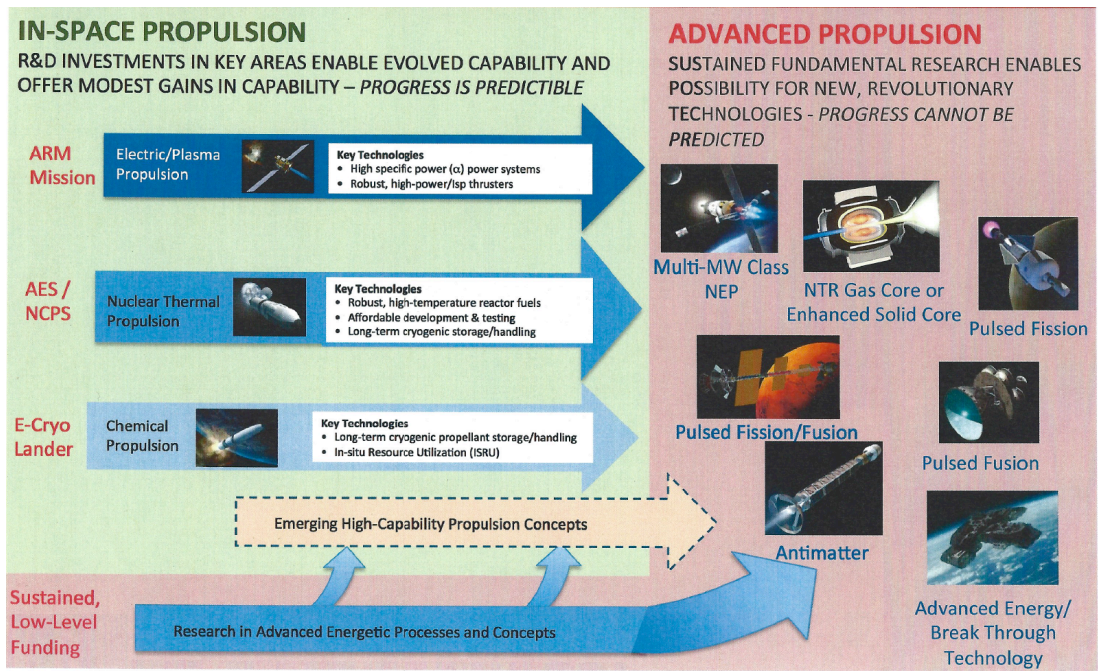 IN-SPACE PROPULSION
R&D INVESTMENTS IN KEY AREAS ENABLE EVOLVED CAPABILITY AND
OFFER MODEST GAINS IN CAPABILITY – PROGRESS IS PREDICTIBLE
ARM
Mission
Electric/Plasma
Propulsion
Key Technologies
• High specific power (α) power systems
• Robust, high-power/Isp thrusters
AES /
NCPS
Nuclear Thermal
Propulsion
Key Technologies
• Robust, high-temperature reactor fuels
• Affordable development & testing
• Long-term cryogenic storage/handling
E-Cryo
Lander
Chemical
Propulsion
Key Technologies
• Long-term cryogenic propellant storage/handling
• In-situ Resource Utilization (ISRU)
Emerging High-Capability Propulsion Concepts
Sustained,
Low-Level
Funding
Research in Advanced Energetic Processes and Concepts
ADVANCED PROPULSION
SUSTAINED FUNDAMENTAL RESEARCH ENABLES
POSSIBILITY FOR NEW, REVOLUTIONARY
TECHNOLOGIES - PROGRESS CANNOT BE
PREDICTED
Multi-MW Class
NEP
NTR Gas Core or
Enhanced Solid Core
Pulsed Fission
Pulsed Fission/Fusion
Pulsed Fusion
Antimatter
Advanced Energy/
Break Through
Technology